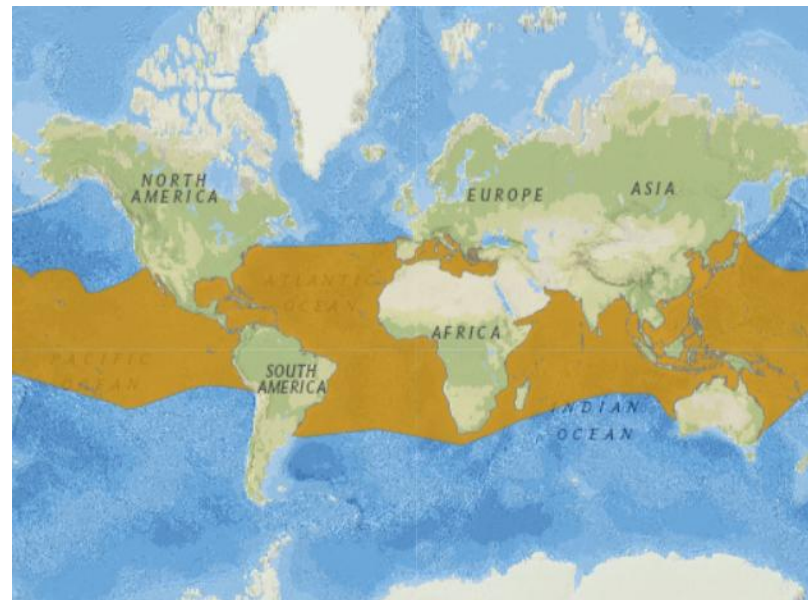 NORTH
AMERICA
EUROPE
ASIA
ATLANTIC
OCEAN
AFRICA
PACIFIC
OCEAN
SOUTH
AMERICA
INDIAN
OCEAN